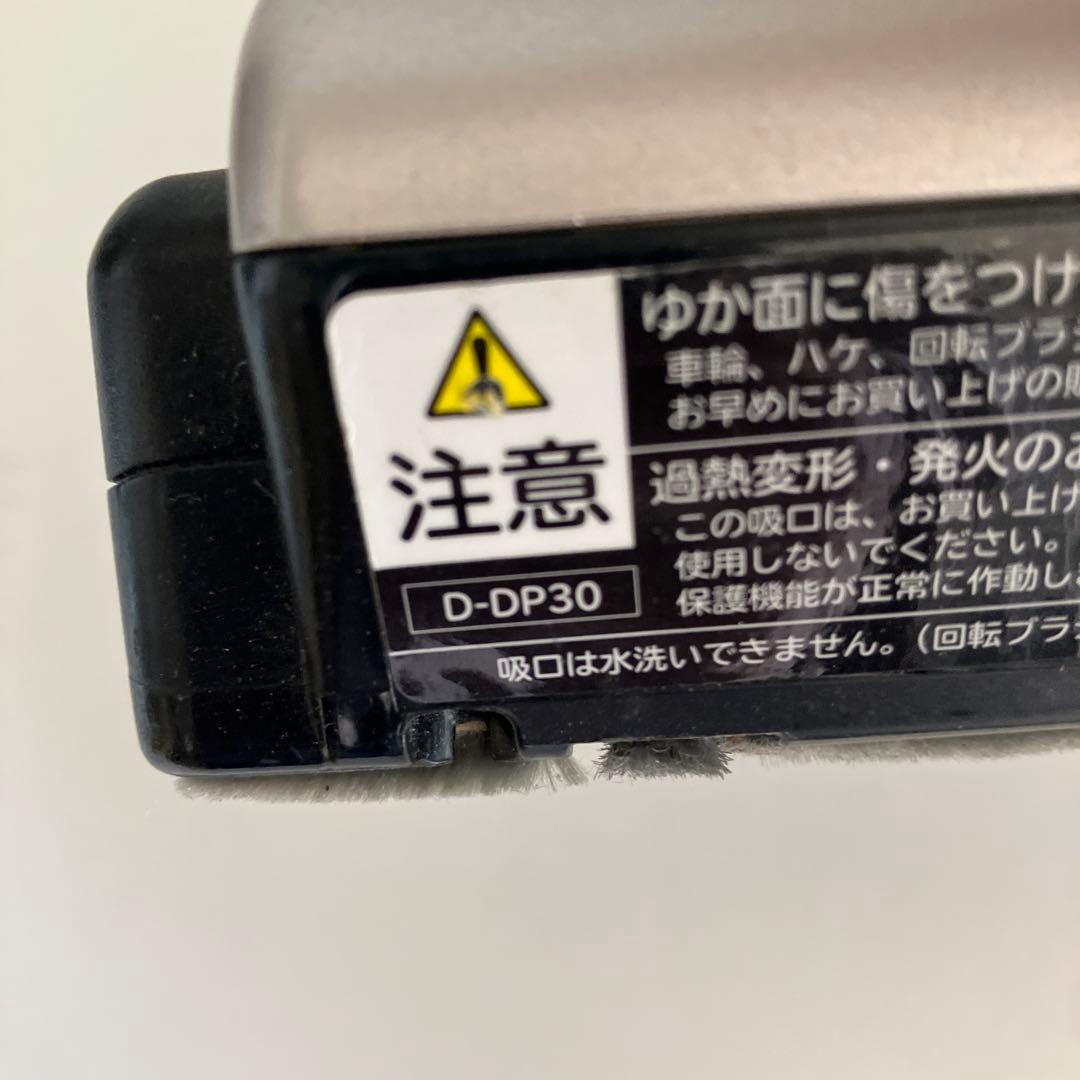 注意
D-DP30
ゆか面に傷をつけ
車輪、ハケ、回転ブラ
お早めにお買い上げの販
過熱変形・発火のお
この吸口は、お買い上げ
使用しないでください。
保護機能が正常に作動し
吸口は水洗いできません。(回転ブラ